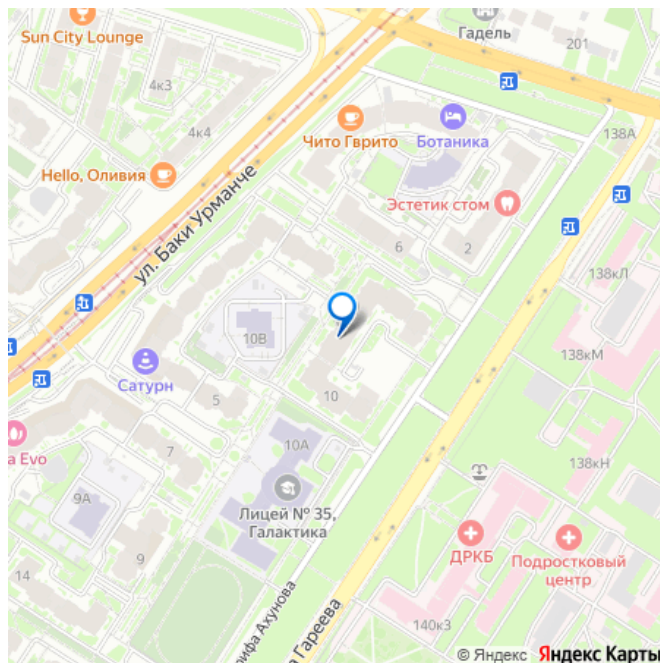 Sun City Lounge
Гадель
201
4к3
4к4
138А
Чито Гврито
Ботаника
Hello, Оливия
ул. Баки Урманче
Эстетик стом
6
2
138кЛ
10В
138кМ
Сатурн
5
10
a Evo
7
10А
138кН
9А
Лицей № 35,
Галактика
ДРКБ
Подростковый
центр
9
14
рифа Ахунова
а Гареева
140к3
© Яндекс Яндекс Карты